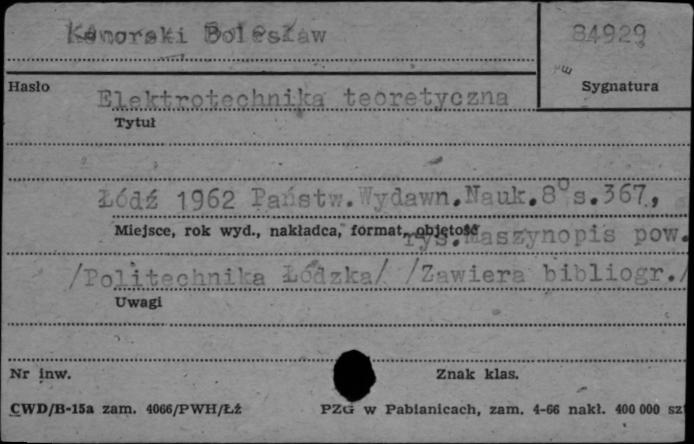 Konorski Bolesław 84929
Hasło Sygnatura
Elektrotechnika teoretyczna
Tytuł
Łódź 1962 Państw.Wydawn.Nauk.8° s.367,
Miejsce, rok wyd., nakładca, format, objętość
rys.Maszynopis pow.
/Politechnika Łódzka/ /Zawiera bibliogr./
Uwagi
Nr inw. Znak klas.
CWD/B-15a zam. 4066/PWH/Łż PZG w Pabianicach, zam. 4-66 nakł. 400 000 szt